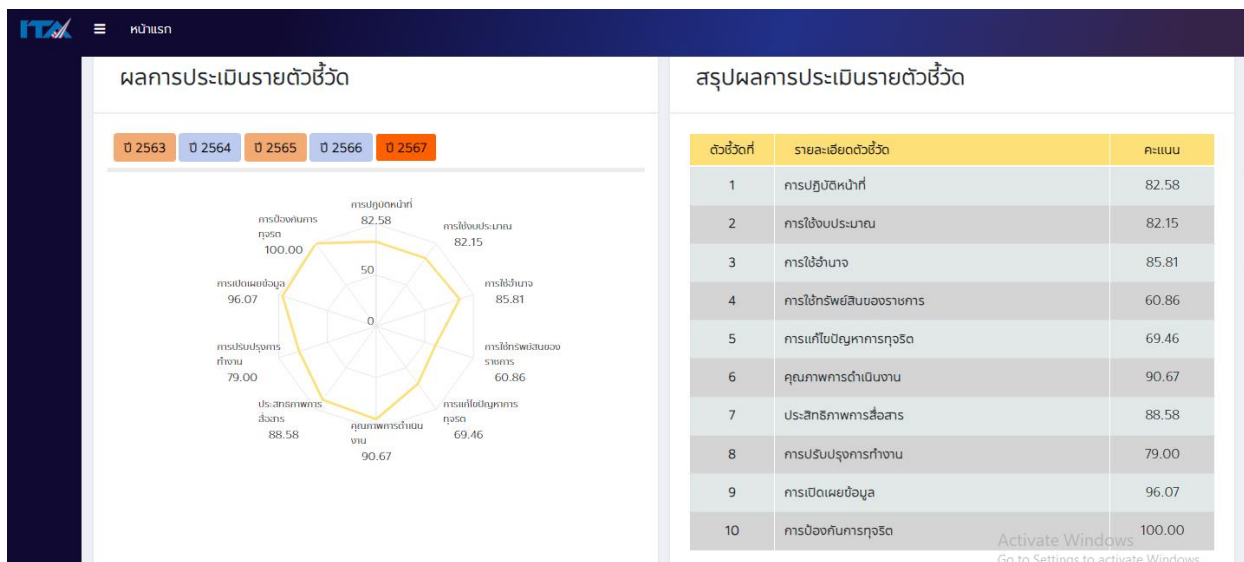 ITA หน้าแรก
ผลการประเมินรายตัวชี้วัด
ปี 2563 ปี 2564 ปี 2565 ปี 2566 ปี 2567
การปฏิบัติหน้าที่
82.58
การใช้งบประมาณ
82.15
การใช้อำนาจ
85.81
การใช้ทรัพย์สินของ
ราชการ
60.86
การแก้ไขปัญหาการ
ทุจริต
69.46
คุณภาพการดำเนิน
งาน
90.67
ประสิทธิภาพการ
สื่อสาร
88.58
การปรับปรุงการ
ทำงาน
79.00
การเปิดเผยข้อมูล
96.07
การป้องกันการ
ทุจริต
100.00
50
0
สรุปผลการประเมินรายตัวชี้วัด
ตัวชี้วัดที่ รายละเอียดตัวชี้วัด คะแนน
1 การปฏิบัติหน้าที่ 82.58
2 การใช้งบประมาณ 82.15
3 การใช้อำนาจ 85.81
4 การใช้ทรัพย์สินของราชการ 60.86
5 การแก้ไขปัญหาการทุจริต 69.46
6 คุณภาพการดำเนินงาน 90.67
7 ประสิทธิภาพการสื่อสาร 88.58
8 การปรับปรุงการทำงาน 79.00
9 การเปิดเผยข้อมูล 96.07
10 การป้องกันการทุจริต 100.00
Activate Windows
Go to Settings to activate Windows.